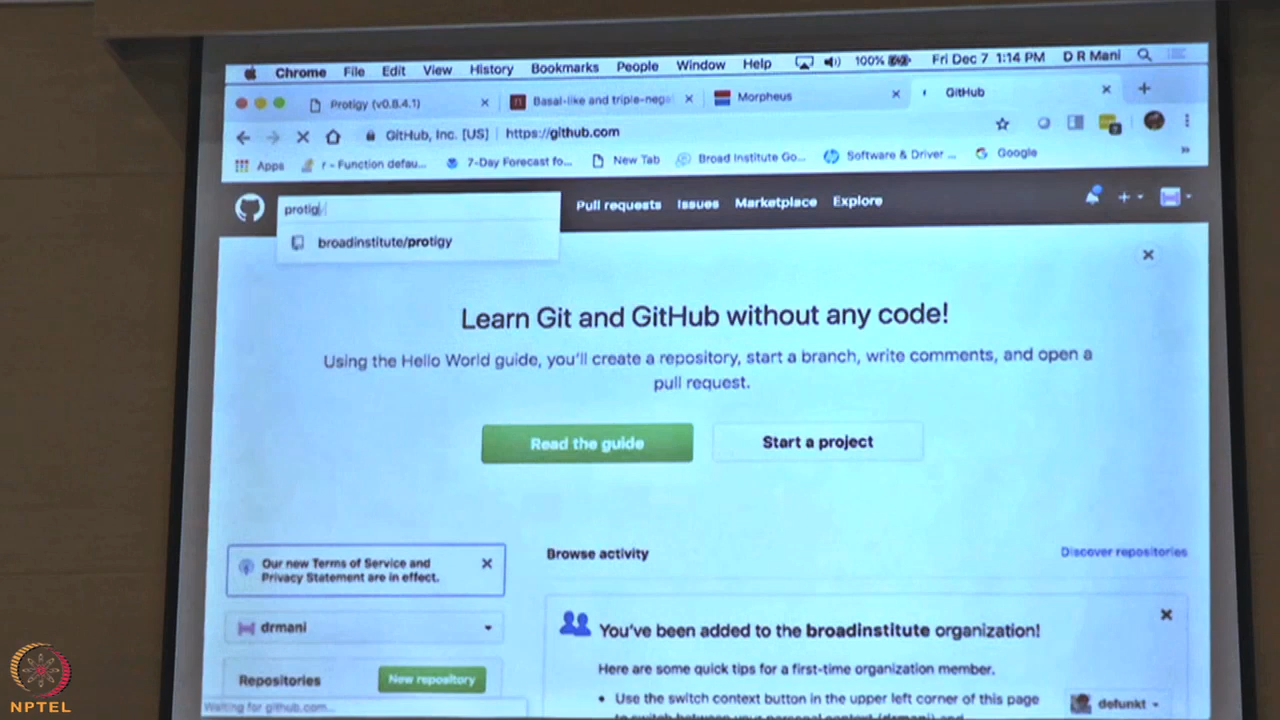 Chrome File Edit View History Bookmarks People Window Help 100% Fri Dec 7 1:14 PM D R Mani
Protigy (v0.8.4.1) Basal-like and triple-nega Morpheus GitHub
GitHub, Inc. [US] https://github.com
Apps r - Function defau... 7-Day Forecast fo... New Tab Broad Institute Go... Software & Driver ... Google
protig Pull requests Issues Marketplace Explore
broadinstitute/protigy
Learn Git and GitHub without any code!
Using the Hello World guide, you'll create a repository, start a branch, write comments, and open a
pull request.
Read the guide Start a project
Our new Terms of Service and
Privacy Statement are in effect.
Browse activity Discover repositories
drmani
You've been added to the broadinstitute organization!
Repositories New repository
Here are some quick tips for a first-time organization member.
Waiting for github.com...
• Use the switch context button in the upper left corner of this page
defunkt
NPTEL